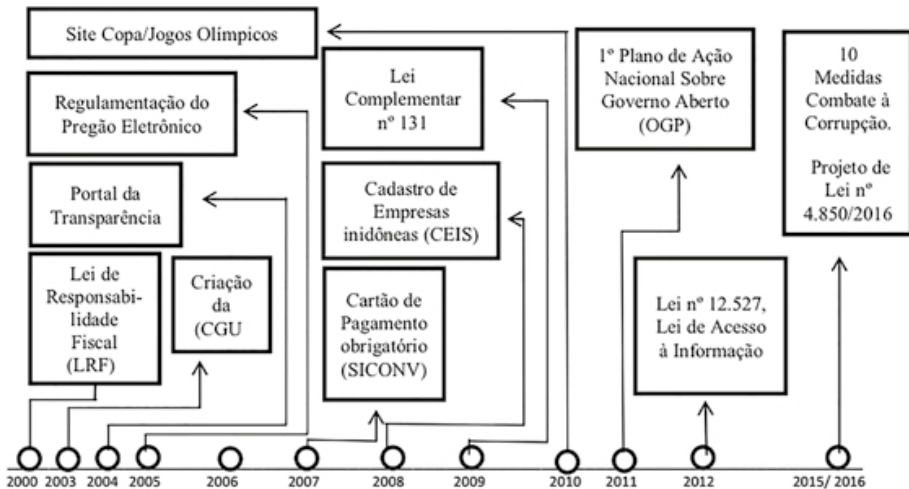 Site Copa/Jogos Olímpicos
Regulamentação do
Pregão Eletrônico
Portal da
Transparência
Lei de
Responsabi-
lidade
Fiscal
(LRF)
Criação
da
(CGU
Lei
Complementar
nº 131
Cadastro de
Empresas
inidôneas (CEIS)
Cartão de
Pagamento
obrigatório
(SICONV)
1º Plano de Ação
Nacional Sobre
Governo Aberto
(OGP)
Lei nº 12.527,
Lei de Acesso
à Informação
10
Medidas
Combate à
Corrupção.
Projeto de
Lei nº
4.850/2016
2000 2003 2004 2005 2006 2007 2008 2009 2010 2011 2012 2015/ 2016